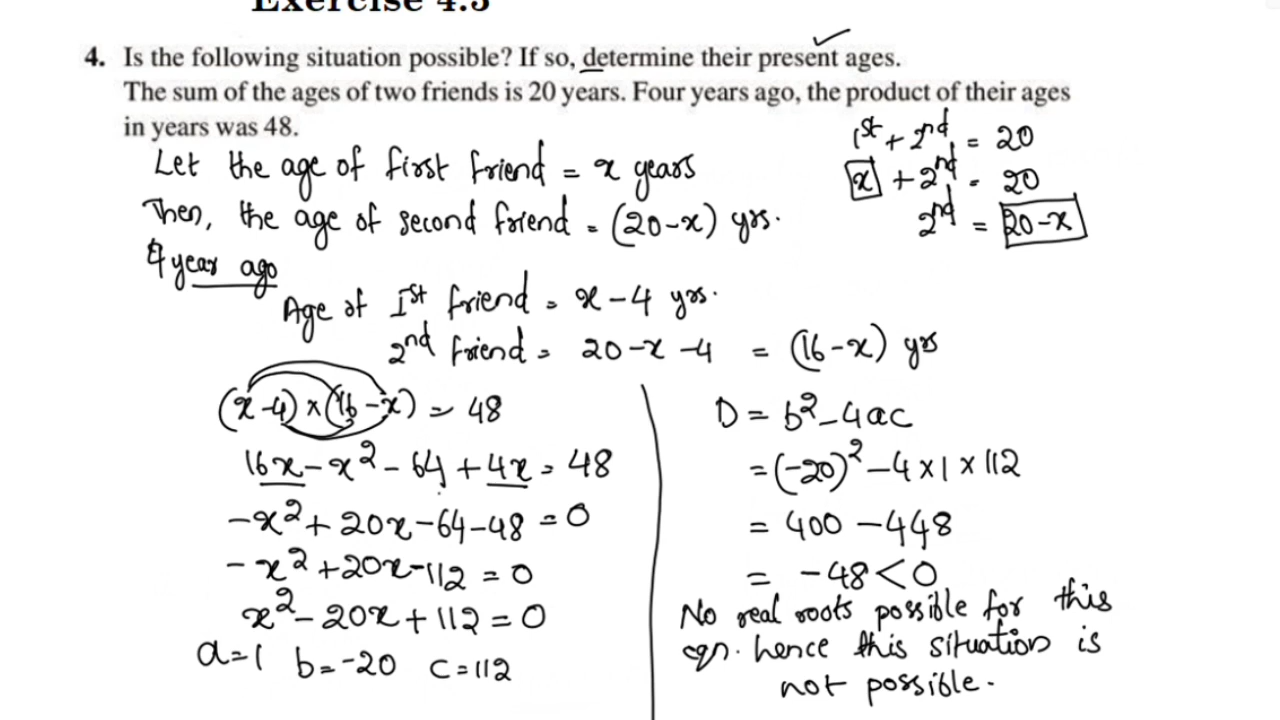 Exercise 4.3
4. Is the following situation possible? If so, determine their present ages.
The sum of the ages of two friends is 20 years. Four years ago, the product of their ages
in years was 48.
Let the age of first friend = x years
Then, the age of second friend = (20-x) yrs.
1st + 2nd = 20
x + 2nd = 20
2nd = 20-x
4 year ago
Age of Ist friend = x-4 yrs.
2nd friend = 20-x-4 = (16-x) yrs
(x-4)×(16-x) = 48
16x-x²-64+4x = 48
-x²+20x-64-48=0
-x²+20x-112=0
x²-20x+112=0
a=1 b=-20 c=112
D = b²-4ac
=(-20)²-4×1×112
= 400-448
= -48<0
No real roots possible for this
eqn. hence this situation is
not possible.